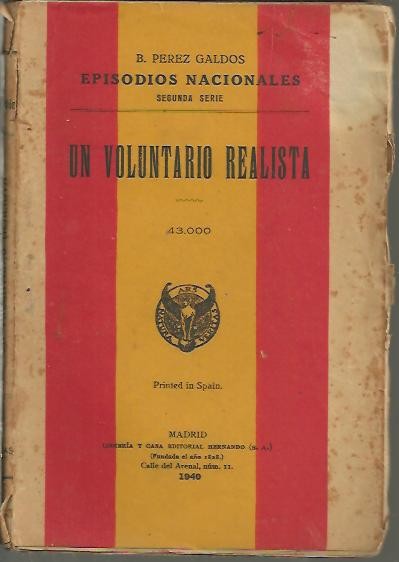 B. PEREZ GALDOS
EPISODIOS NACIONALES
SEGUNDA SERIE
UN VOLUNTARIO REALISTA
43.000
ARS
Printed in Spain.
MADRID
LIBRERÍA Y CASA EDITORIAL HERNANDO (S. A.)
(Fundada el año 1828.)
Calle del Arenal, núm. 11.
1940